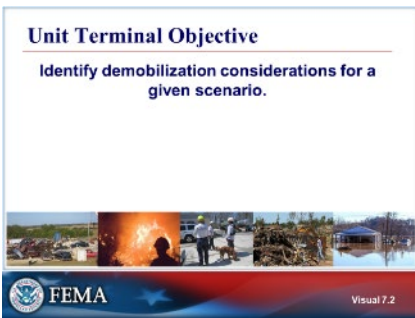 Unit Terminal Objective
Identify demobilization considerations for a
given scenario.
FEMA
Visual 7.2